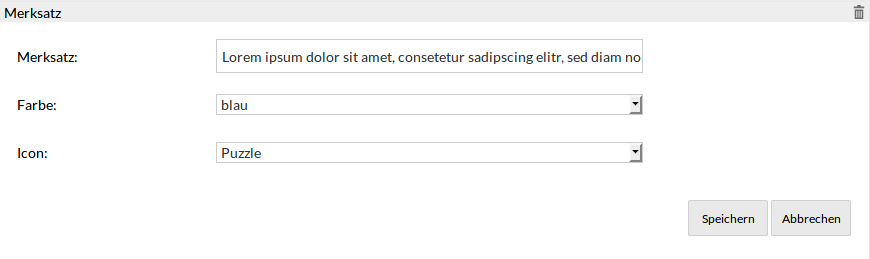 Merksatz
Merksatz: Lorem ipsum dolor sit amet, consetetur sadipscing elitr, sed diam no
Farbe: blau
Icon: Puzzle
Speichern Abbrechen